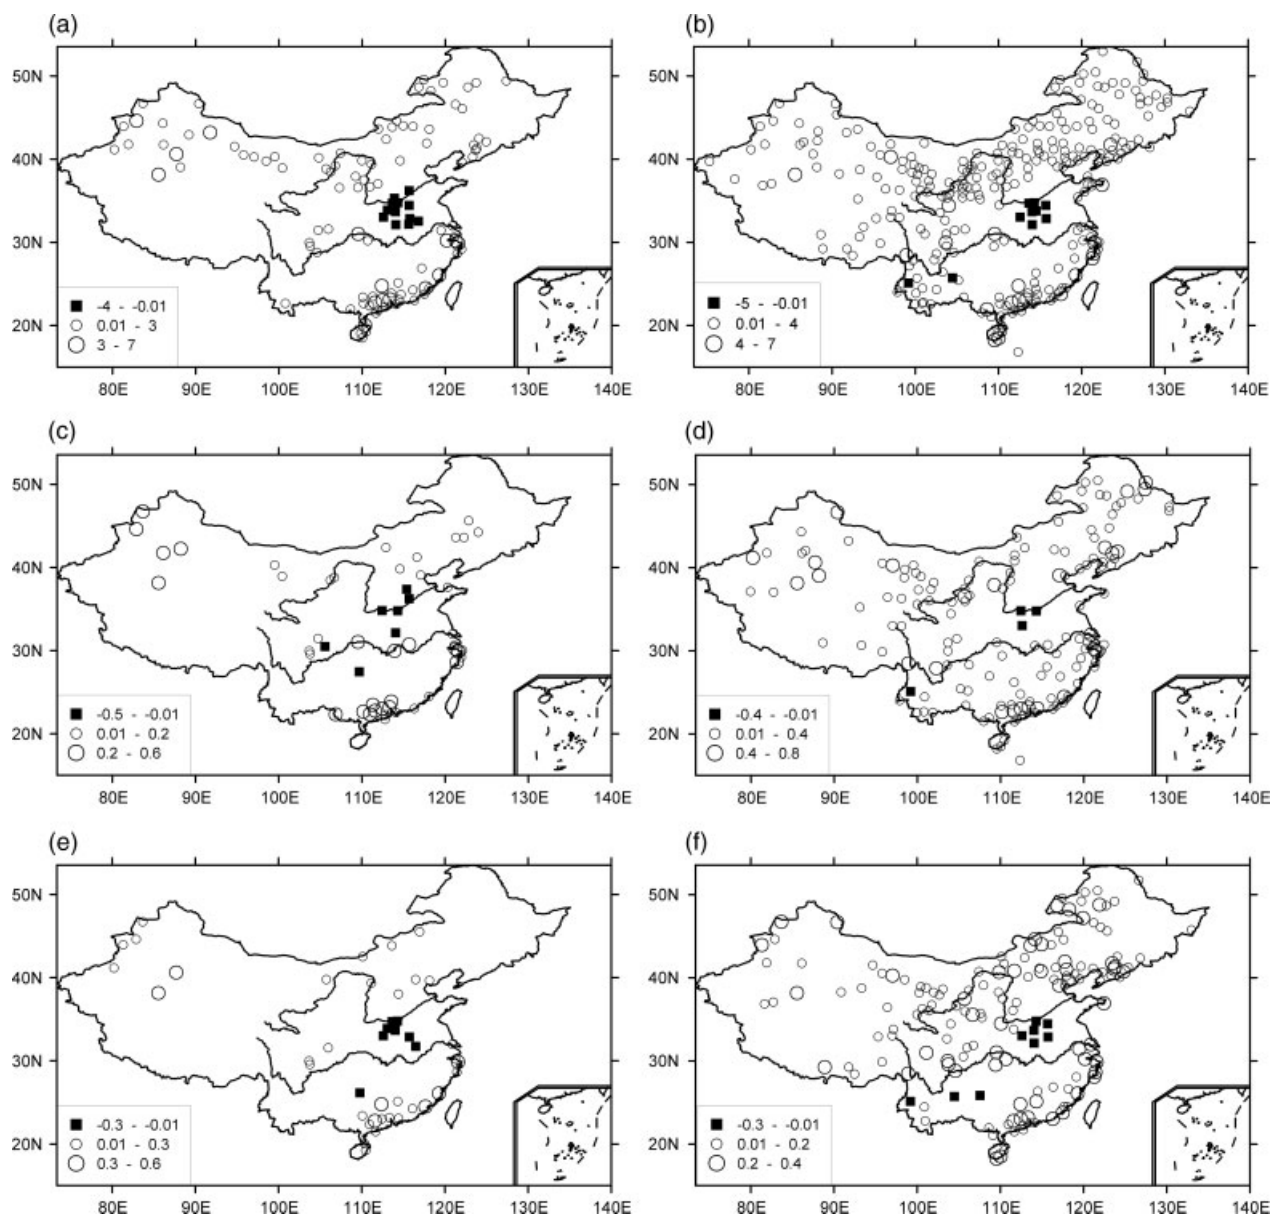 (a) (b)
50N 50N
40N 40N
30N 30N
20N 20N
-4 - -0.01 -5 - -0.01
0.01 - 3 0.01 - 4
3 - 7 4 - 7
80E 90E 100E 110E 120E 130E 140E 80E 90E 100E 110E 120E 130E 140E
(c) (d)
50N 50N
40N 40N
30N 30N
20N 20N
-0.5 - -0.01 -0.4 - -0.01
0.01 - 0.2 0.01 - 0.4
0.2 - 0.6 0.4 - 0.8
80E 90E 100E 110E 120E 130E 140E 80E 90E 100E 110E 120E 130E 140E
(e) (f)
50N 50N
40N 40N
30N 30N
20N 20N
-0.3 - -0.01 -0.3 - -0.01
0.01 - 0.3 0.01 - 0.2
0.3 - 0.6 0.2 - 0.4
80E 90E 100E 110E 120E 130E 140E 80E 90E 100E 110E 120E 130E 140E